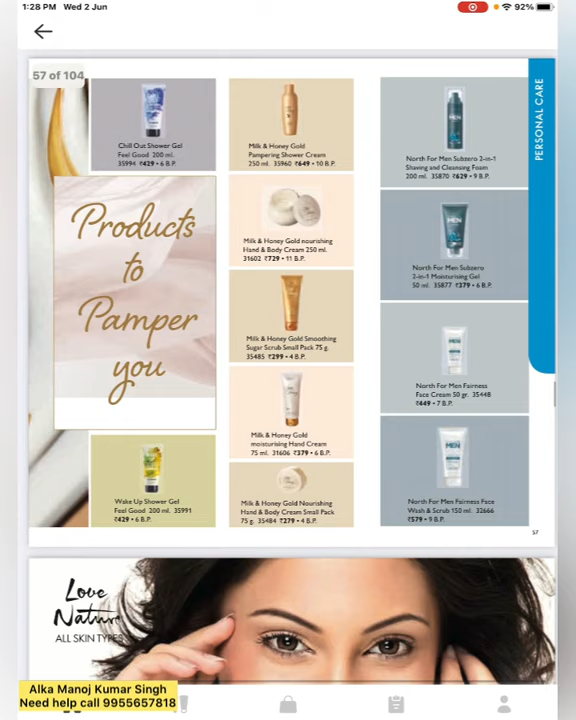 1:28 PM Wed 2 Jun
92%
57 of 104
PERSONAL CARE
Chill Out Shower Gel
Feel Good 200 ml.
35994 ₹429 • 6 B.P.
Products
to
Pamper
you
Wake Up Shower Gel
Feel Good 200 ml. 35991
₹429 • 6 B.P.
Milk & Honey Gold
Pampering Shower Cream
250 ml. 35960 ₹649 • 10 B.P.
Milk & Honey Gold nourishing
Hand & Body Cream 250 ml.
31602 ₹729 • 11 B.P.
Milk & Honey Gold Smoothing
Sugar Scrub Small Pack 75 g.
35485 ₹299 • 4 B.P.
Milk & Honey Gold
moisturising Hand Cream
75 ml. 31606 ₹379 • 6 B.P.
Milk & Honey Gold Nourishing
Hand & Body Cream Small Pack
75 g. 35484 ₹279 • 4 B.P.
North For Men Subzero 2-in-1
Shaving and Cleansing Foam
200 ml. 35870 ₹629 • 9 B.P.
North For Men Subzero
2-in-1 Moisturising Gel
50 ml. 35877 ₹379 • 6 B.P.
North For Men Fairness
Face Cream 50 gr. 35448
₹449 • 7 B.P.
North For Men Fairness Face
Wash & Scrub 150 ml. 32666
₹579 • 9 B.P.
MEN
MEN
MEN
MEN
57
Love
Nature
ALL SKIN TYPES
Alka Manoj Kumar Singh
Need help call 9955657818